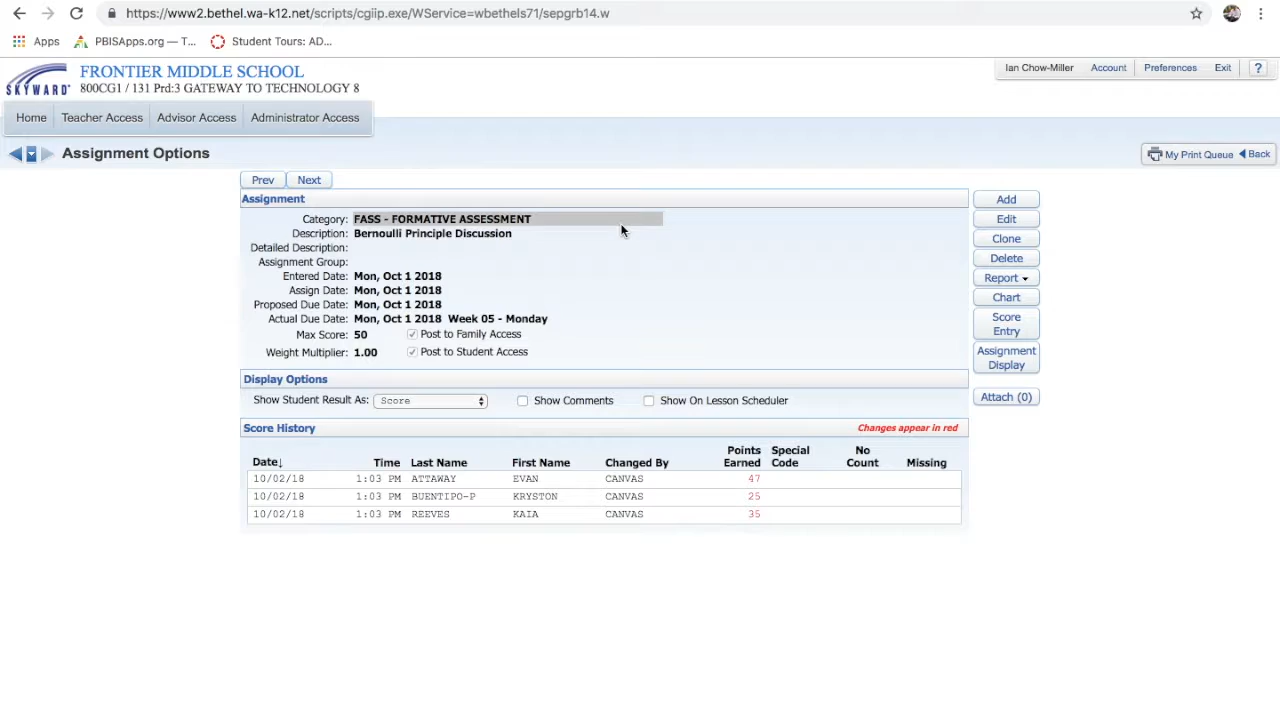 https://www2.bethel.wa-k12.net/scripts/cgiip.exe/WService=wbethels71/sepgrb14.w
Apps PBISApps.org — T... Student Tours: AD...
SKYWARD
FRONTIER MIDDLE SCHOOL
800CG1 / 131 Prd:3 GATEWAY TO TECHNOLOGY 8
Ian Chow-Miller Account Preferences Exit ?
Home Teacher Access Advisor Access Administrator Access
Assignment Options
My Print Queue Back
Prev Next
Assignment
Category: FASS - FORMATIVE ASSESSMENT
Description: Bernoulli Principle Discussion
Detailed Description:
Assignment Group:
Entered Date: Mon, Oct 1 2018
Assign Date: Mon, Oct 1 2018
Proposed Due Date: Mon, Oct 1 2018
Actual Due Date: Mon, Oct 1 2018 Week 05 - Monday
Max Score: 50 Post to Family Access
Weight Multiplier: 1.00 Post to Student Access
Add
Edit
Clone
Delete
Report
Chart
Score
Entry
Assignment
Display
Attach (0)
Display Options
Show Student Result As: Score Show Comments Show On Lesson Scheduler
Score History Changes appear in red
Date Time Last Name First Name Changed By Points Earned Special Code No Count Missing
10/02/18 1:03 PM ATTAWAY EVAN CANVAS 47
10/02/18 1:03 PM BUENTIPO-P KRYSTON CANVAS 25
10/02/18 1:03 PM REEVES KAIA CANVAS 35